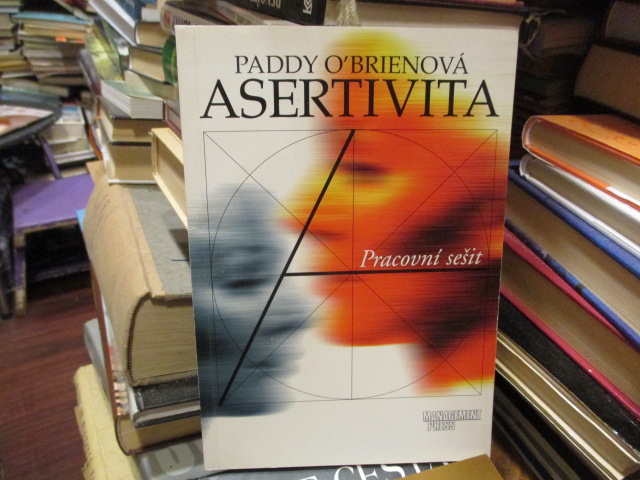 PADDY O'BRIENOVÁ
ASERTIVITA
Pracovní sešit
MANAGEMENT
PRESS